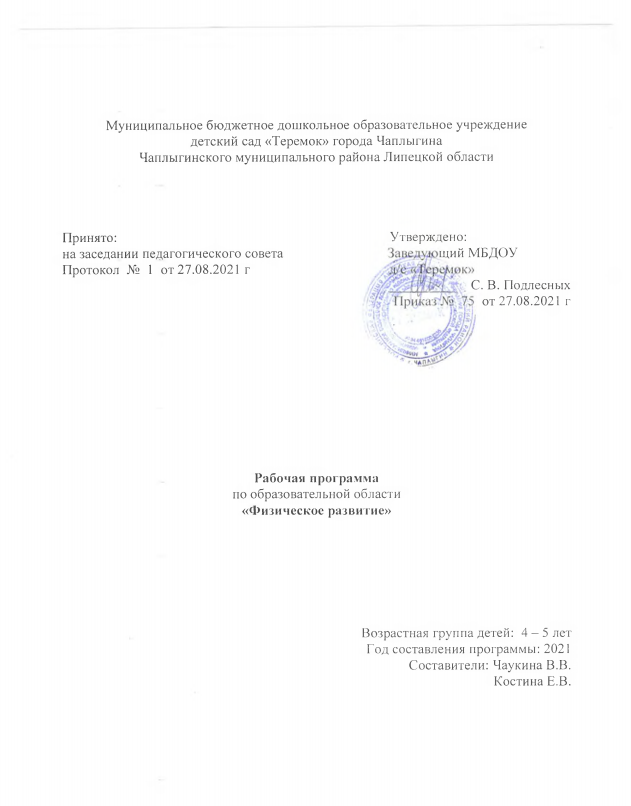 Муниципальное бюджетное дошкольное образовательное учреждение
детский сад «Теремок» города Чаплыгина
Чаплыгинского муниципального района Липецкой области
Принято:
на заседании педагогического совета
Протокол № 1 от 27.08.2021 г
Утверждено:
Заведующий МБДОУ
д/с «Теремок»
С. В. Подлесных
Приказ № 75 от 27.08.2021 г
Рабочая программа
по образовательной области
«Физическое развитие»
Возрастная группа детей: 4 – 5 лет
Год составления программы: 2021
Составители: Чаукина В.В.
Костина Е.В.